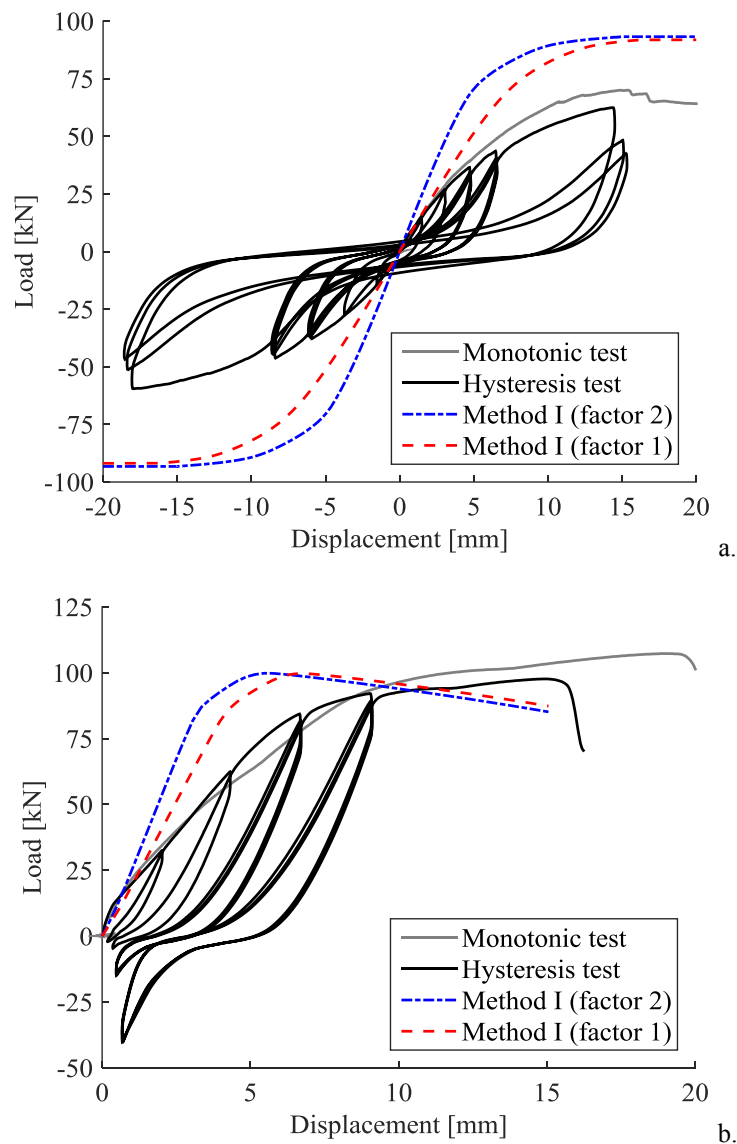 100
75
50
25
0
-25
-50
-75
-100
Load [kN]
Monotonic test
Hysteresis test
Method I (factor 2)
Method I (factor 1)
-20 -15 -10 -5 0 5 10 15 20
Displacement [mm]
a.
125
100
75
50
25
0
-25
-50
Load [kN]
Monotonic test
Hysteresis test
Method I (factor 2)
Method I (factor 1)
0 5 10 15 20
Displacement [mm]
b.